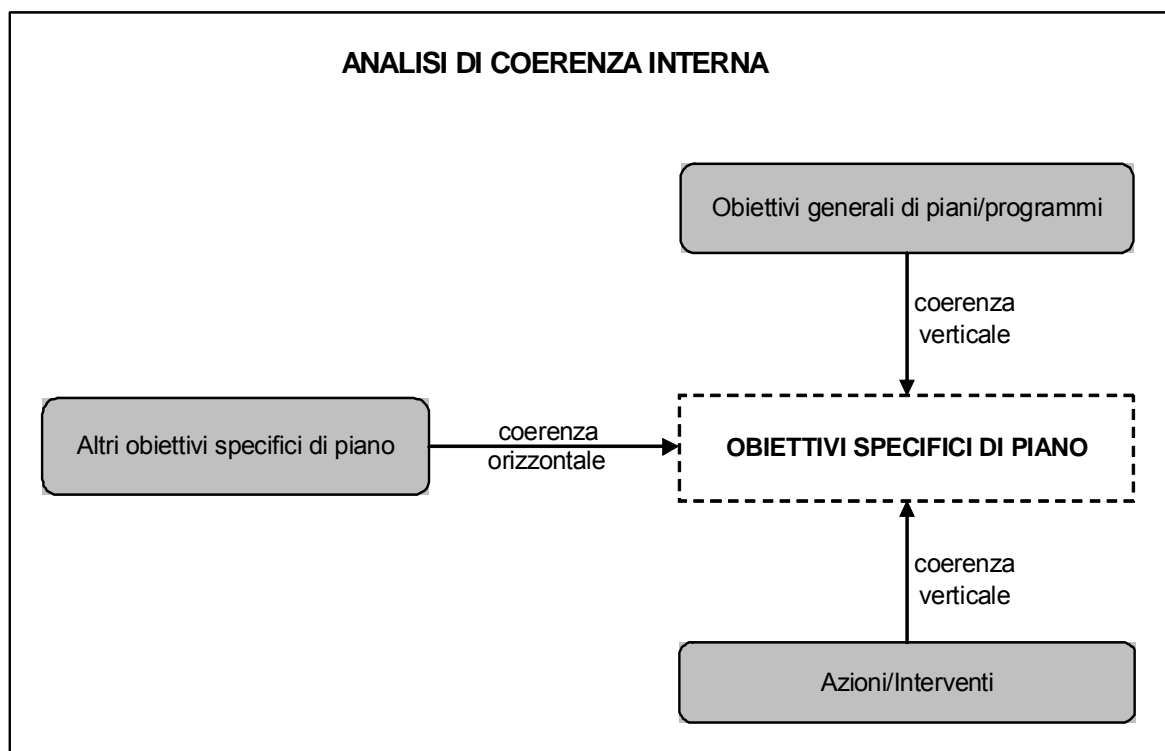 ANALISI DI COERENZA INTERNA
Obiettivi generali di piani/programmi
coerenza
verticale
Altri obiettivi specifici di piano
coerenza
orizzontale
OBIETTIVI SPECIFICI DI PIANO
coerenza
verticale
Azioni/Interventi